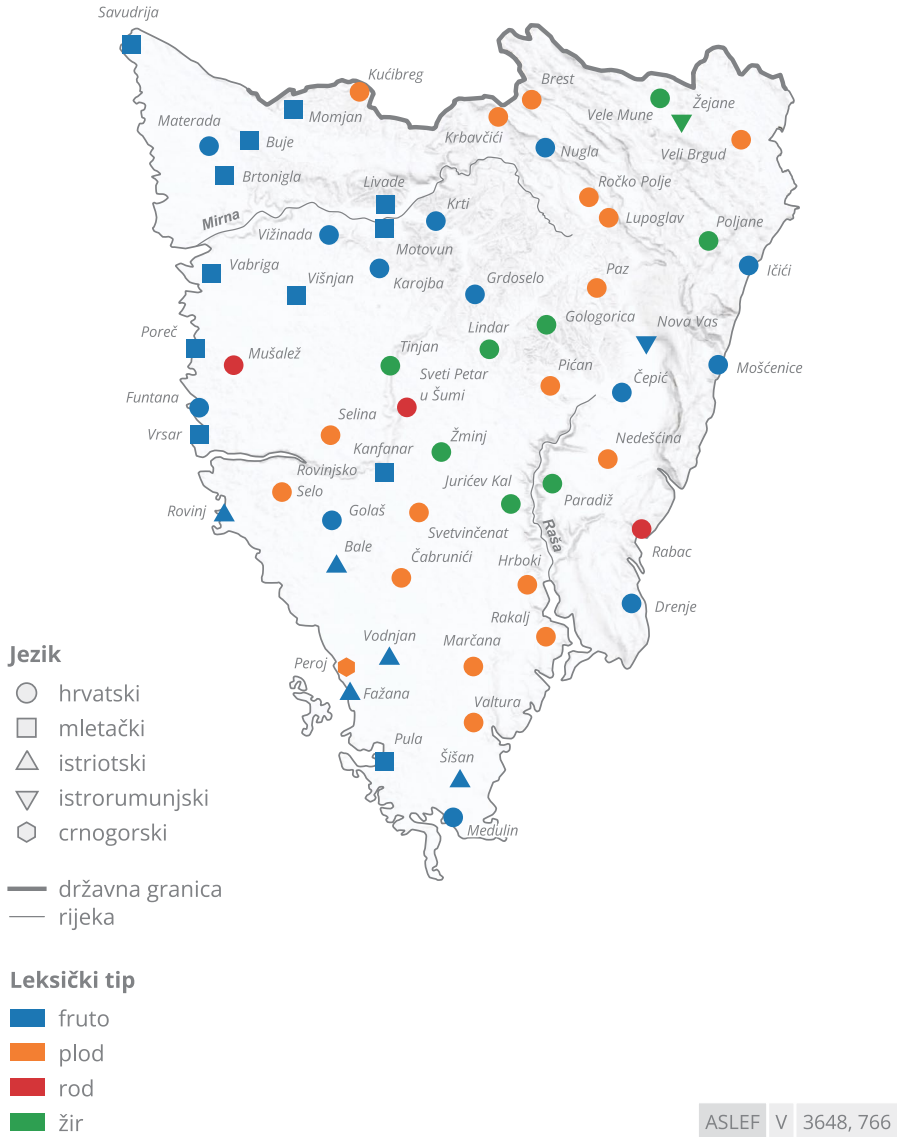 Savudrija
Kućibreg
Brest
Momjan
Vele Mune
Žejane
Materada
Krbavčići
Buje
Nugla
Veli Brgud
Brtonigla
Livade
Ročko Polje
Krti
Mirna
Lupoglav
Poljane
Vižinada
Motovun
Vabriga
Višnjan
Karojba
Grdoselo
Paz
Ičići
Gologorica
Nova Vas
Lindar
Poreč
Mušalež
Tinjan
Pićan
Mošćenice
Sveti Petar
u Šumi
Čepić
Funtana
Selina
Vrsar
Žminj
Nedešćina
Kanfanar
Rovinjsko
Selo
Jurićev Kal
Paradiž
Rovinj
Golaš
Svetvinčenat
Raša
Rabac
Bale
Čabrunići
Hrboki
Drenje
Rakalj
Vodnjan
Marčana
Peroj
Fažana
Valtura
Pula
Šišan
Medulin
Jezik
hrvatski
mletački
istriotski
istrorumunjski
crnogorski
državna granica
rijeka
Leksički tip
fruto
plod
rod
žir
ASLEF V 3648, 766